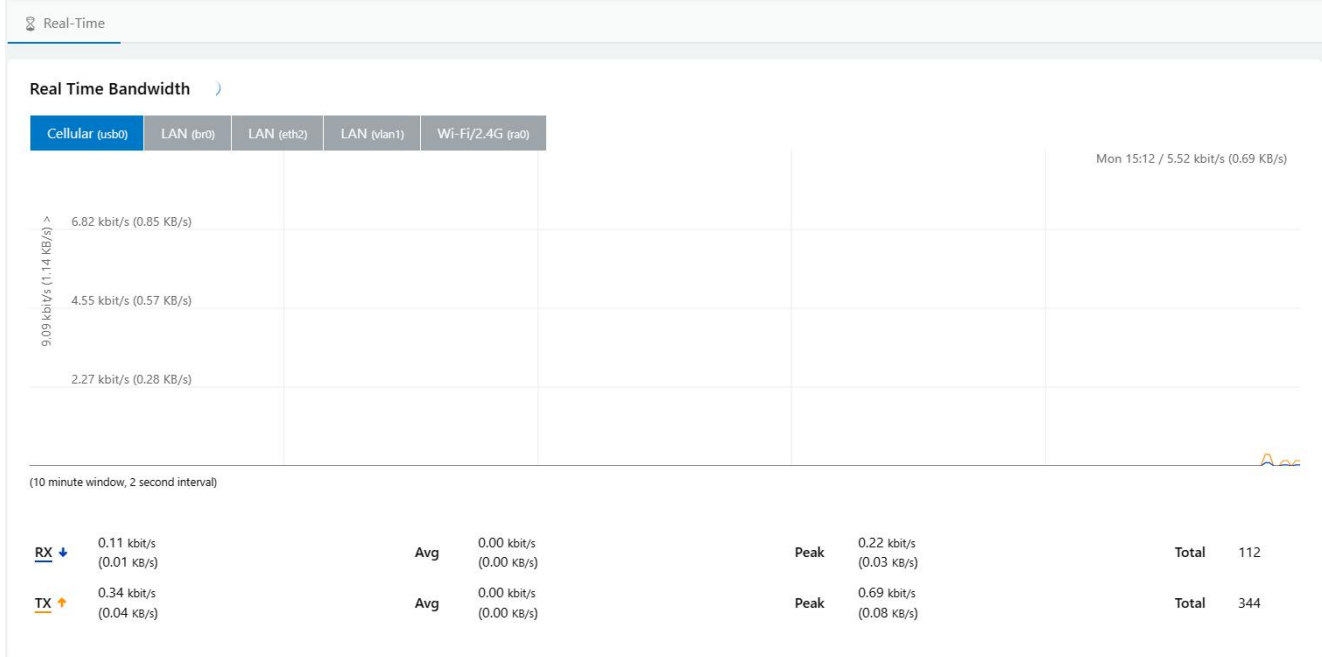 Real-Time
Real Time Bandwidth
Cellular (usb0) LAN (br0) LAN (eth2) LAN (vlan1) Wi-Fi/2.4G (ra0)
Mon 15:12 / 5.52 kbit/s (0.69 KB/s)
9.09 kbit/s (1.14 KB/s) >
6.82 kbit/s (0.85 KB/s)
4.55 kbit/s (0.57 KB/s)
2.27 kbit/s (0.28 KB/s)
(10 minute window, 2 second interval)
RX 0.11 kbit/s (0.01 KB/s) Avg 0.00 kbit/s (0.00 KB/s) Peak 0.22 kbit/s (0.03 KB/s) Total 112
TX 0.34 kbit/s (0.04 KB/s) Avg 0.00 kbit/s (0.00 KB/s) Peak 0.69 kbit/s (0.08 KB/s) Total 344